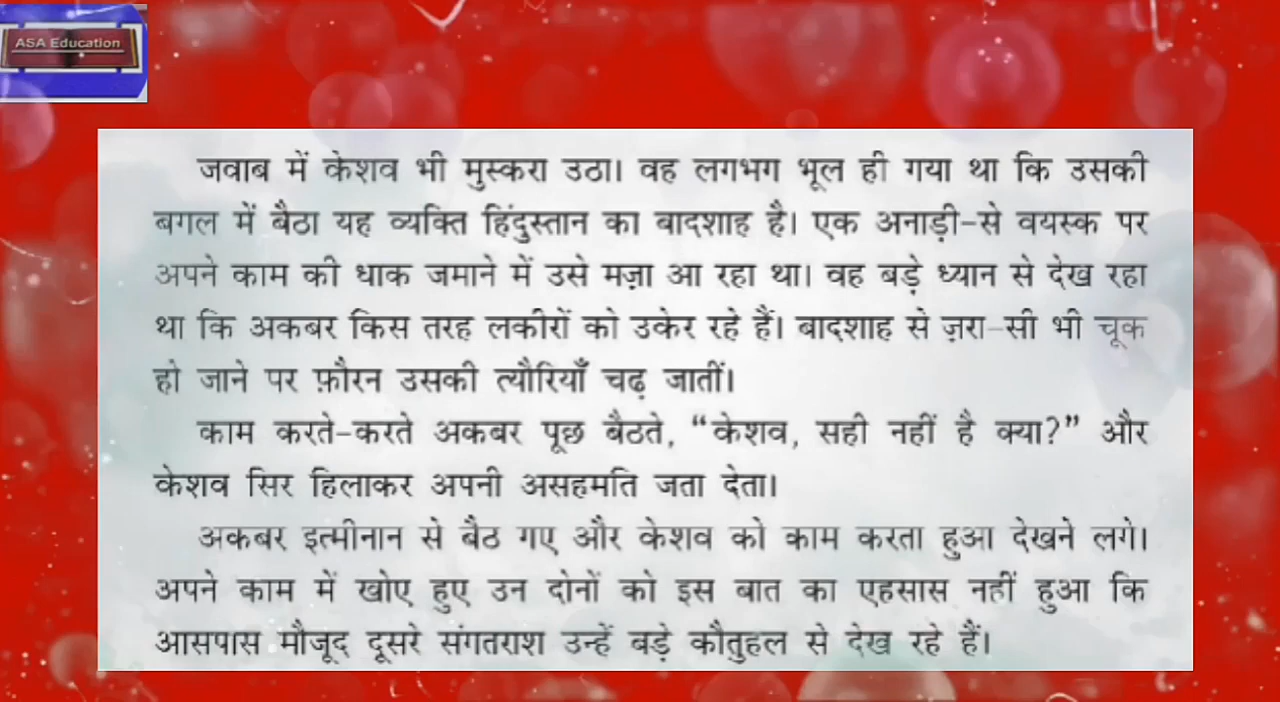 ASA Education
जवाब में केशव भी मुस्करा उठा। वह लगभग भूल ही गया था कि उसकी
बगल में बैठा यह व्यक्ति हिंदुस्तान का बादशाह है। एक अनाड़ी-से वयस्क पर
अपने काम की धाक जमाने में उसे मज़ा आ रहा था। वह बड़े ध्यान से देख रहा
था कि अकबर किस तरह लकीरों को उकेर रहे हैं। बादशाह से ज़रा-सी भी चूक
हो जाने पर फ़ौरन उसकी त्यौरियाँ चढ़ जातीं।
काम करते-करते अकबर पूछ बैठते, “केशव, सही नहीं है क्या?” और
केशव सिर हिलाकर अपनी असहमति जता देता।
अकबर इत्मीनान से बैठ गए और केशव को काम करता हुआ देखने लगे।
अपने काम में खोए हुए उन दोनों को इस बात का एहसास नहीं हुआ कि
आसपास मौजूद दूसरे संगतराश उन्हें बड़े कौतुहल से देख रहे हैं।